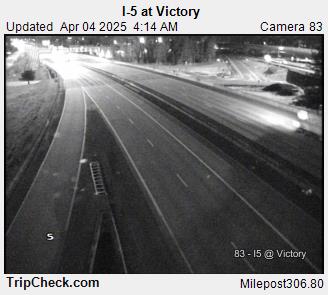 I-5 at Victory
Updated Apr 04 2025 4:14 AM Camera 83
83 - I5 @ Victory
TripCheck.com Milepost306.80